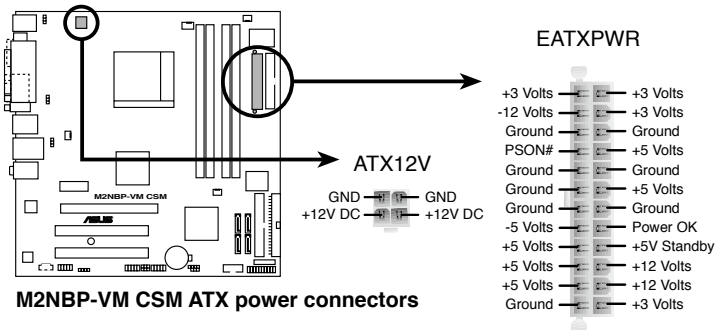 EATXPWR
+3 Volts +3 Volts
-12 Volts +3 Volts
Ground Ground
PSON# +5 Volts
Ground Ground
Ground +5 Volts
Ground Ground
-5 Volts Power OK
+5 Volts +5V Standby
+5 Volts +12 Volts
+5 Volts +12 Volts
Ground +3 Volts
ATX12V
GND GND
+12V DC +12V DC
M2NBP-VM CSM
ASUS
M2NBP-VM CSM ATX power connectors